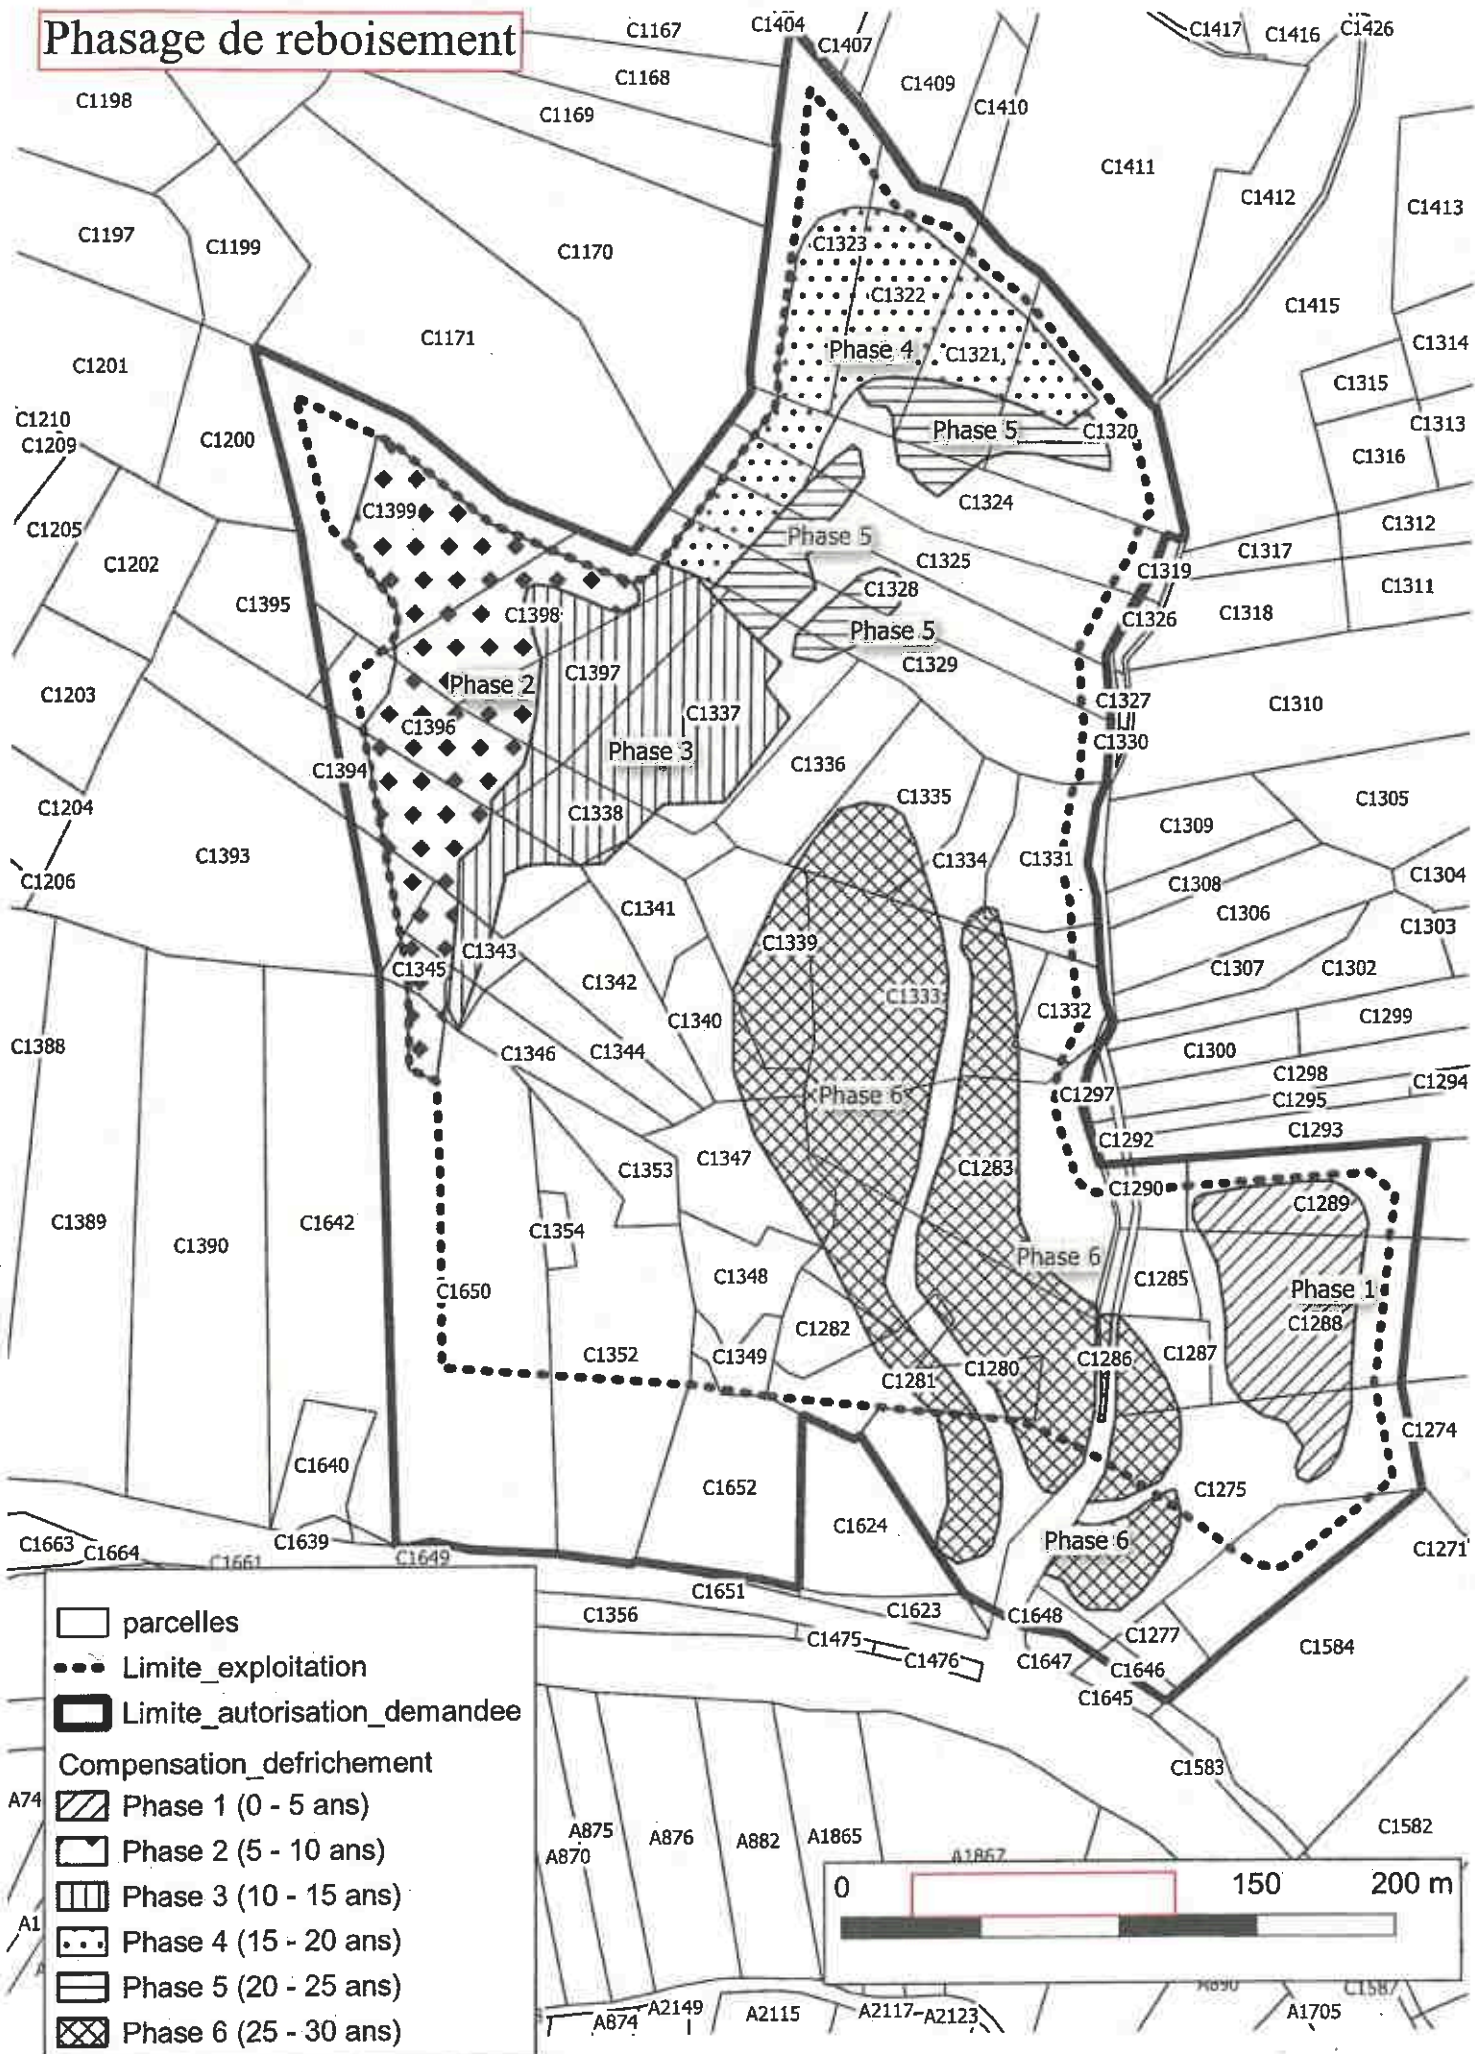 Phasage de reboisement
C1167
C1404
C1407
C1417
C1416
C1426
C1168
C1409
C1198
C1169
C1410
C1411
C1412
C1413
C1197
C1199
C1170
C1323
C1322
C1415
C1171
Phase 4
C1321
C1314
C1201
C1315
C1210
C1209
C1200
Phase 5
C1320
C1313
C1316
C1399
C1324
C1205
C1312
Phase 5
C1317
C1202
C1325
C1319
C1395
C1328
C1311
C1398
C1326
C1318
Phase 5
C1329
C1397
C1203
Phase 2
C1327
C1310
C1396
C1337
C1330
Phase 3
C1394
C1336
C1204
C1335
C1305
C1338
C1309
C1393
C1334
C1331
C1206
C1308
C1304
C1341
C1306
C1303
C1339
C1343
C1345
C1307
C1302
C1342
C1333
C1332
C1340
C1299
C1388
C1346
C1344
C1300
C1298
C1294
C1297
Phase 6
C1295
C1293
C1292
C1347
C1353
C1283
C1290
C1289
C1389
C1642
C1354
C1390
Phase 6
C1348
C1285
C1650
Phase 1
C1288
C1282
C1352
C1349
C1286
C1287
C1280
C1281
C1274
C1640
C1652
C1275
C1624
C1663
C1664
C1639
Phase 6
C1661
C1649
C1271
C1651
C1623
C1356
C1648
C1475
C1277
C1476
C1647
C1646
C1584
C1645
C1583
parcelles
Limite_exploitation
Limite_autorisation_demandee
Compensation_defrichement
Phase 1 (0 - 5 ans)
Phase 2 (5 - 10 ans)
Phase 3 (10 - 15 ans)
Phase 4 (15 - 20 ans)
Phase 5 (20 - 25 ans)
Phase 6 (25 - 30 ans)
A74
A875
A876
A882
A1865
C1582
A870
A1867
0 150 200 m
A1
A890
C1587
A874
A2149
A2115
A2117
A2123
A1705